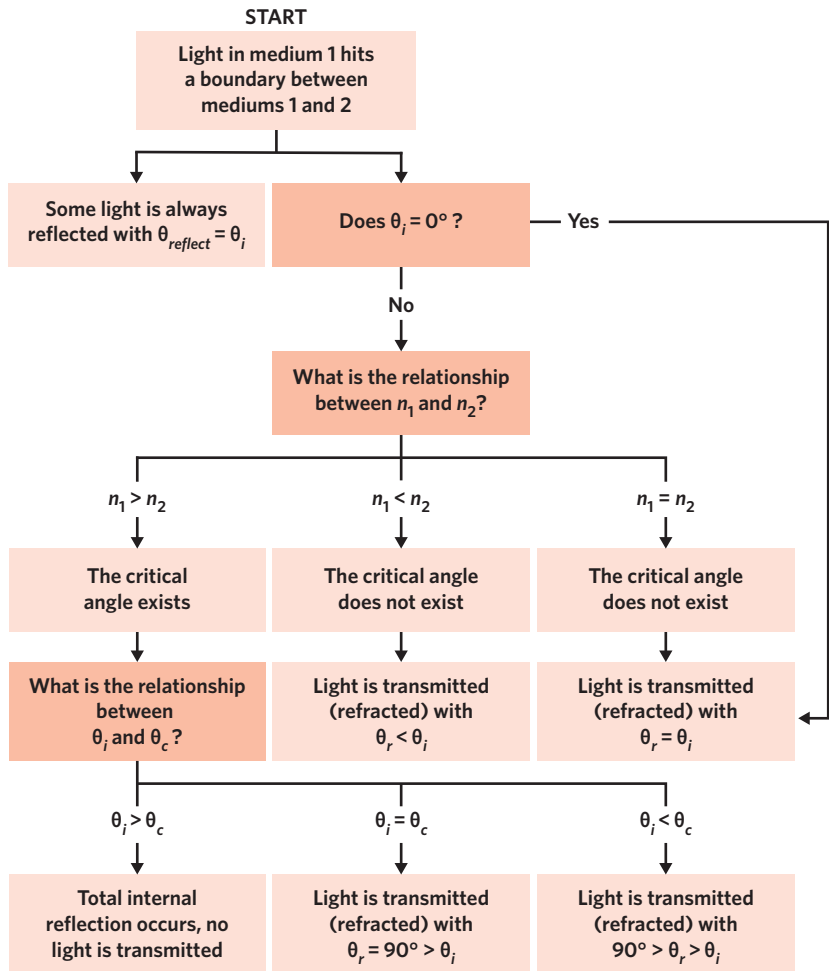 START
Light in medium 1 hits
a boundary between
mediums 1 and 2
Some light is always
reflected with θreflect = θi
Does θi = 0° ?
Yes
No
What is the relationship
between n1 and n2?
n1 > n2
n1 < n2
n1 = n2
The critical
angle exists
The critical angle
does not exist
The critical angle
does not exist
What is the relationship
between
θi and θc ?
Light is transmitted
(refracted) with
θr < θi
Light is transmitted
(refracted) with
θr = θi
θi > θc
θi = θc
θi < θc
Total internal
reflection occurs, no
light is transmitted
Light is transmitted
(refracted) with
θr = 90° > θi
Light is transmitted
(refracted) with
90° > θr > θi